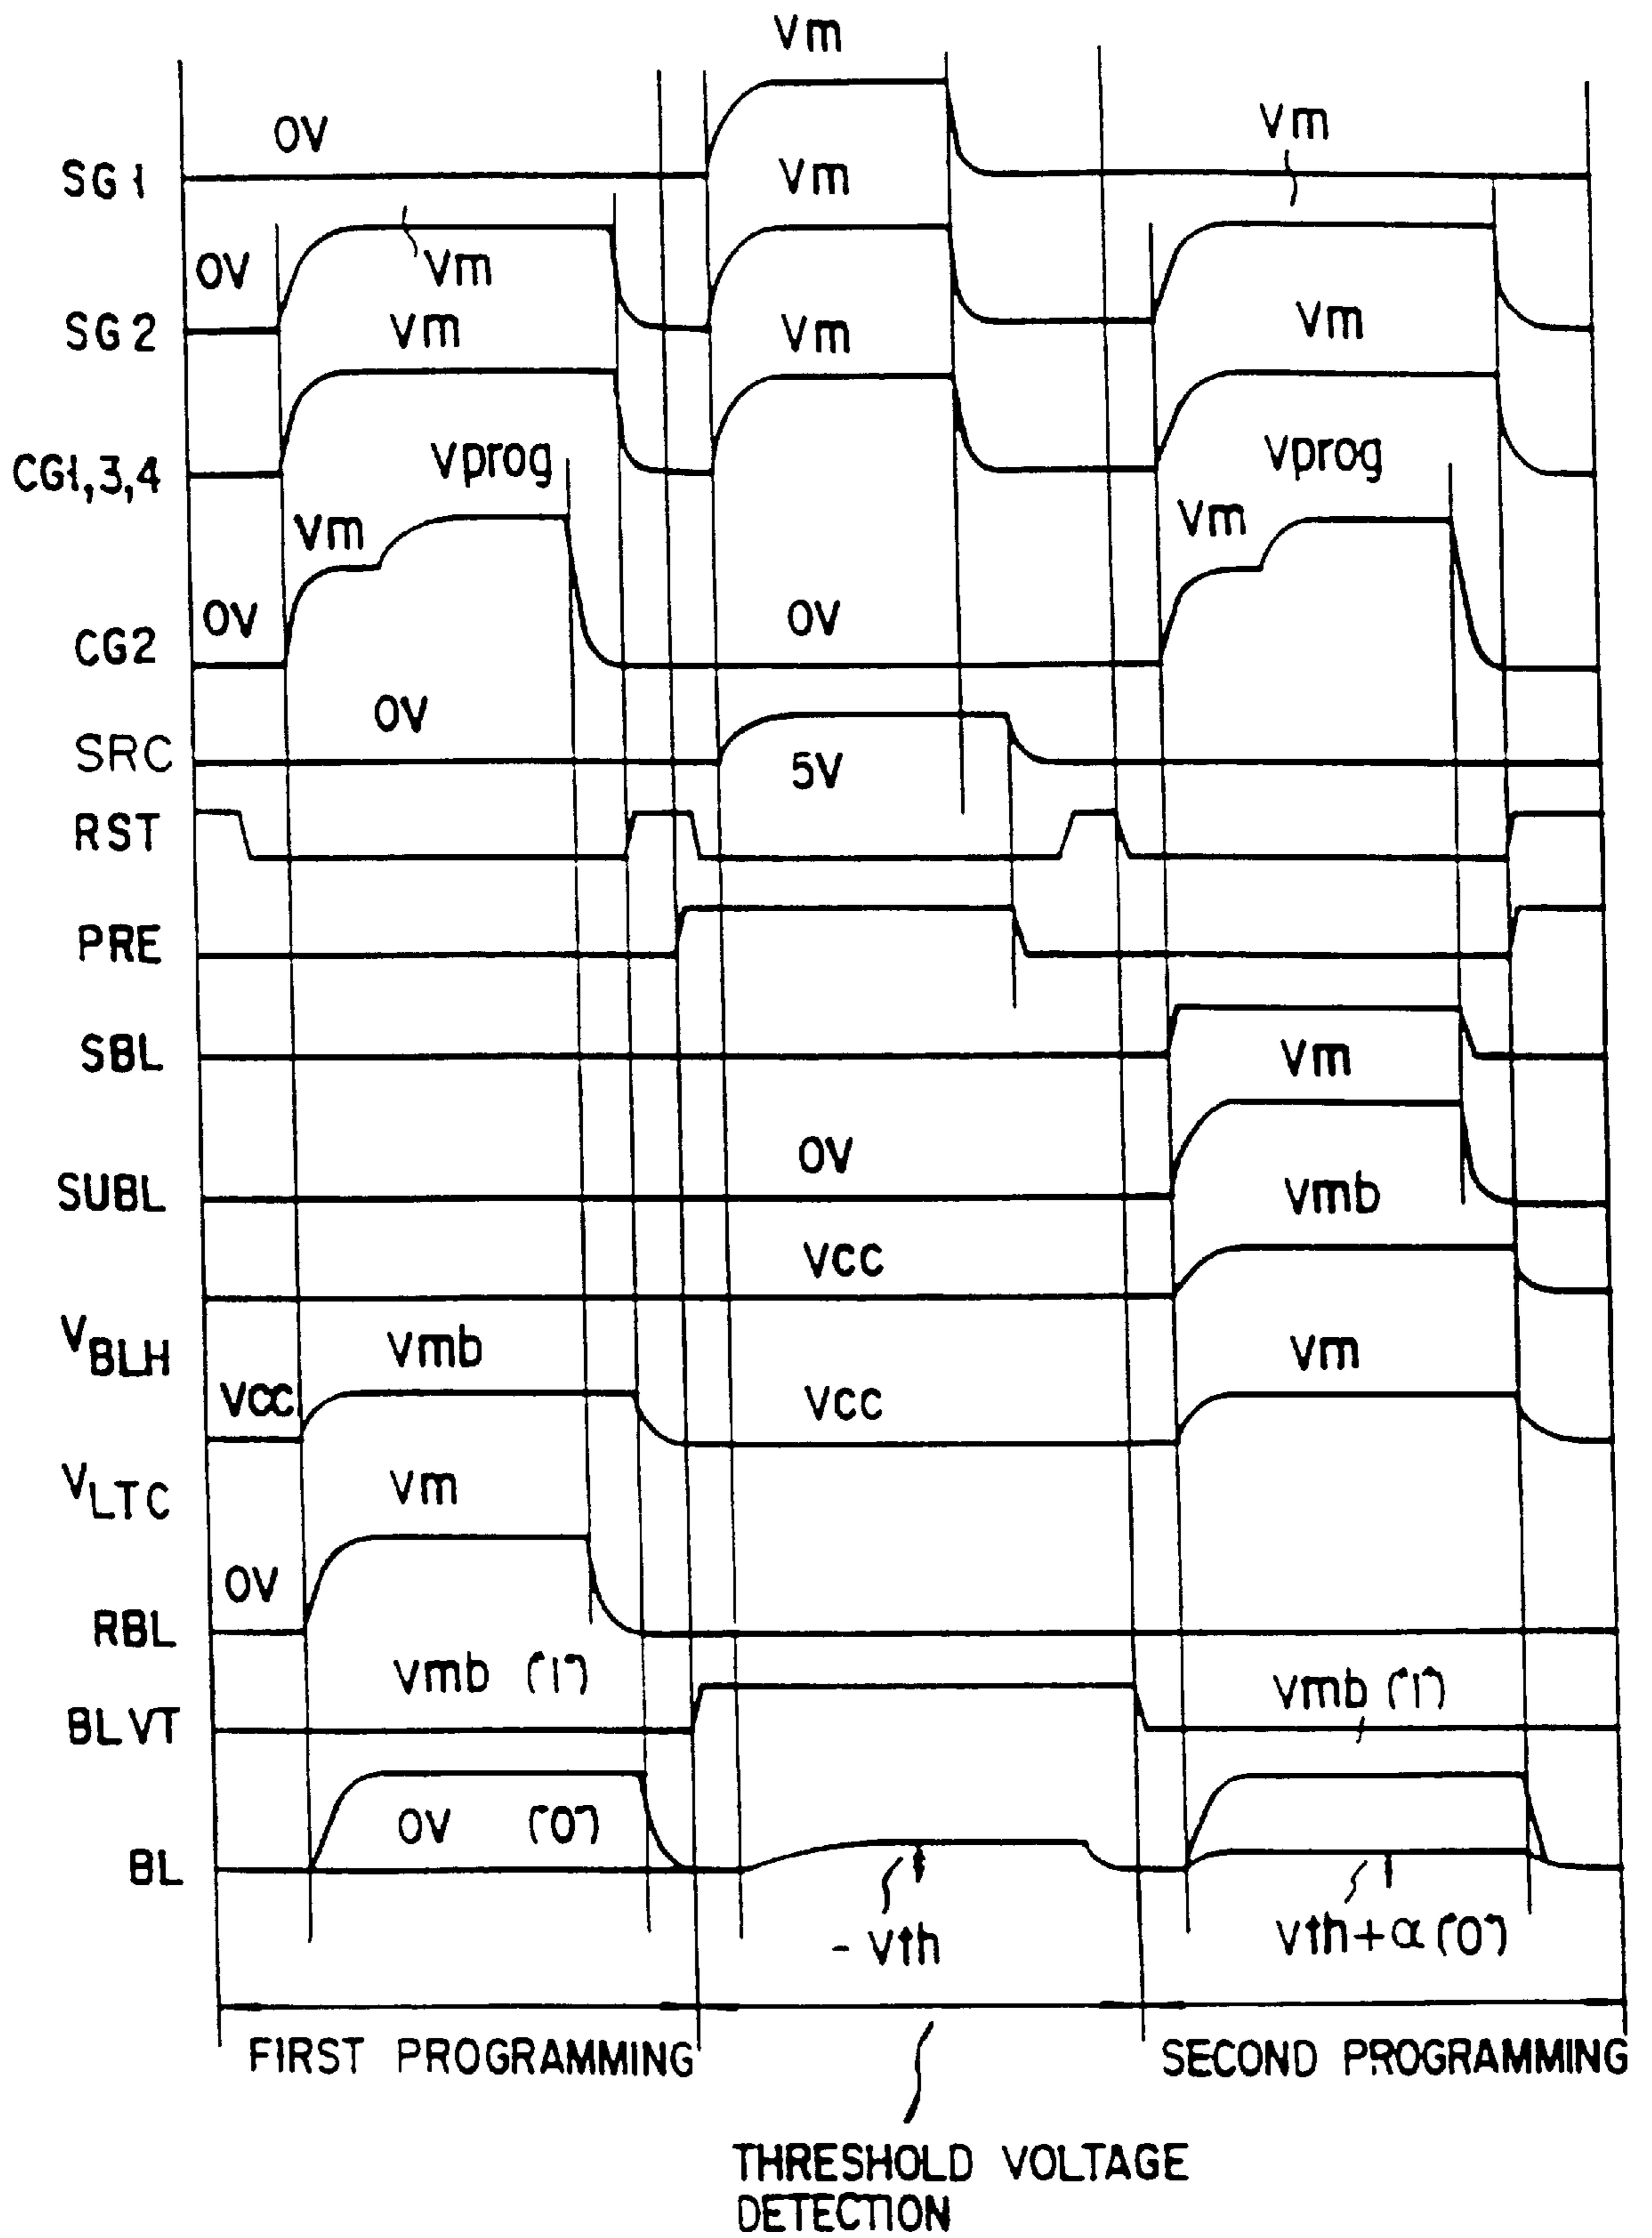 Vm
0V
Vm
SG1
Vm
0V
Vm
SG2
Vm
Vm
Vm
CG1,3,4
Vprog
Vprog
Vm
Vm
0V
0V
CG2
0V
SRC
5V
RST
PRE
SBL
Vm
0V
SUBL
Vmb
VCC
VBLH
Vmb
Vm
VCC
VCC
VLTC
Vm
0V
RBL
Vmb ("1")
Vmb ("1")
BLVT
0V ("0")
BL
- Vth
Vth+α ("0")
FIRST PROGRAMMING
SECOND PROGRAMMING
THRESHOLD VOLTAGE
DETECTION